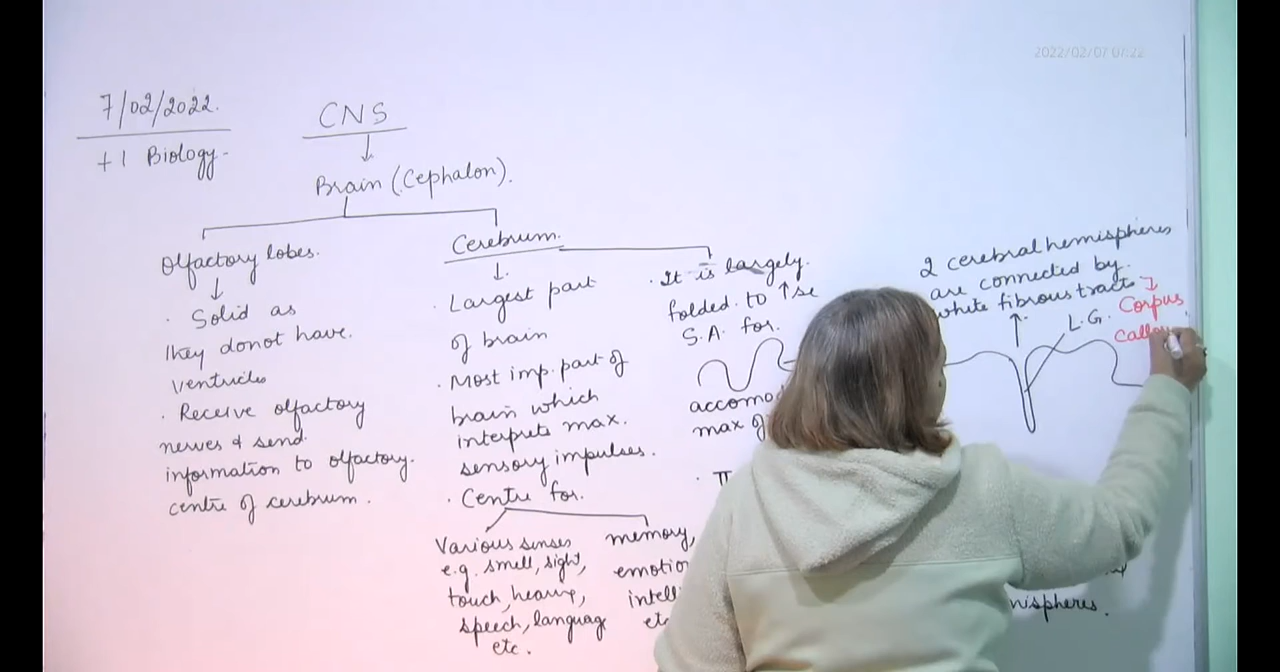 2022/02/07 07:22
7/02/2022.
+1 Biology-
CNS
Brain (Cephalon).
Olfactory lobes.
. Solid as
they donot have.
ventricles
. Receive olfactory
nerves & send
information to olfactory.
centre of cerebrum.
Cerebrum.
. Largest part
of brain
. Most imp. part of
brain which
interprets max.
sensory impulses.
. Centre for.
Various senses
e.g. smell, sight,
touch, hearing,
speech, language
etc.
memory,
. It is largely.
folded to ↑se
S.A. for.
max of
2 cerebral hemispheres
are connected by.
white fibrous tracts
L.G. Corpus